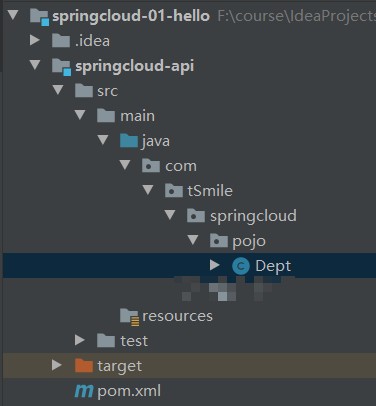 springcloud-01-hello F:\course\IdeaProjects
.idea
springcloud-api
src
main
java
com
tSmile
springcloud
pojo
C Dept
resources
test
target
pom.xml